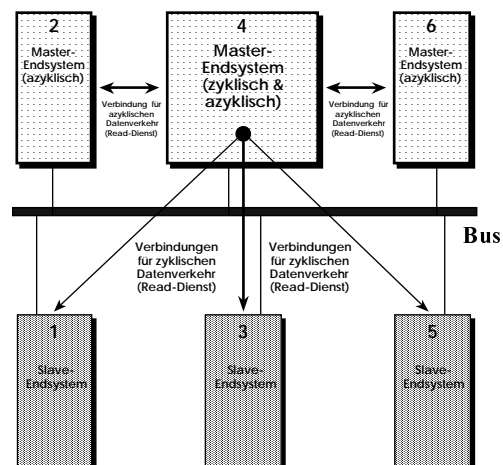 2
Master-
Endsystem
(azyklisch)
Verbindung für
azyklischen
Datenverkehr
(Read-Dienst)
4
Master-
Endsystem
(zyklisch &
azyklisch)
Verbindung für
azyklischen
Datenverkehr
(Read-Dienst)
6
Master-
Endsystem
(azyklisch)
Bus
Verbindungen
für zyklischen
Datenverkehr
(Read-Dienst)
Verbindungen
für zyklischen
Datenverkehr
(Read-Dienst)
1
Slave-
Endsystem
3
Slave-
Endsystem
5
Slave-
Endsystem